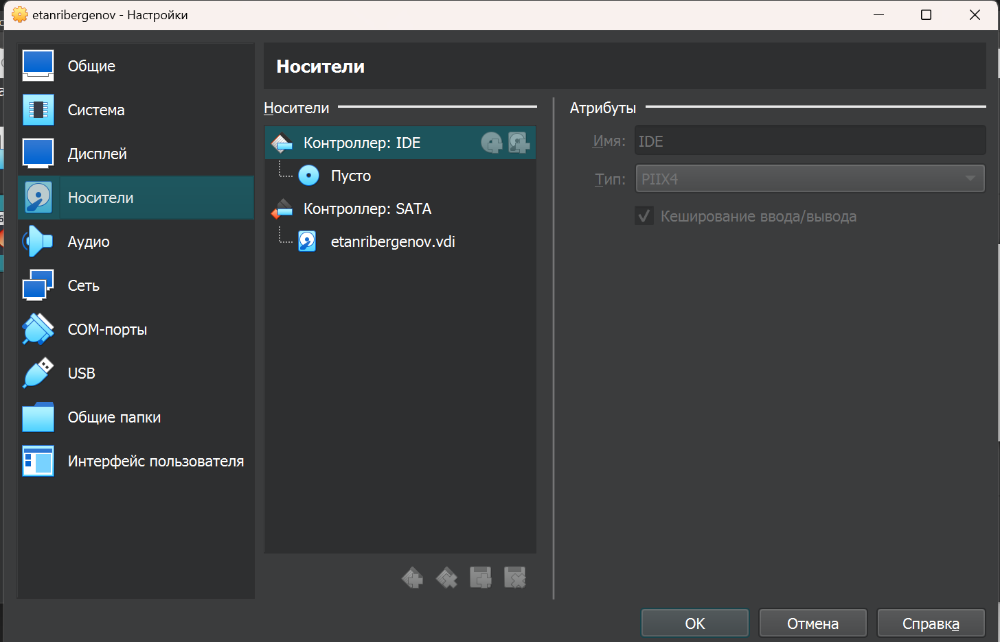 etanribergenov - Настройки
Общие
Система
Дисплей
Носители
Аудио
Сеть
COM-порты
USB
Общие папки
Интерфейс пользователя
Носители
Носители
Контроллер: IDE
Пусто
Контроллер: SATA
etanribergenov.vdi
Атрибуты
Имя: IDE
Тип: PIIX4
Кеширование ввода/вывода
OK
Отмена
Справка